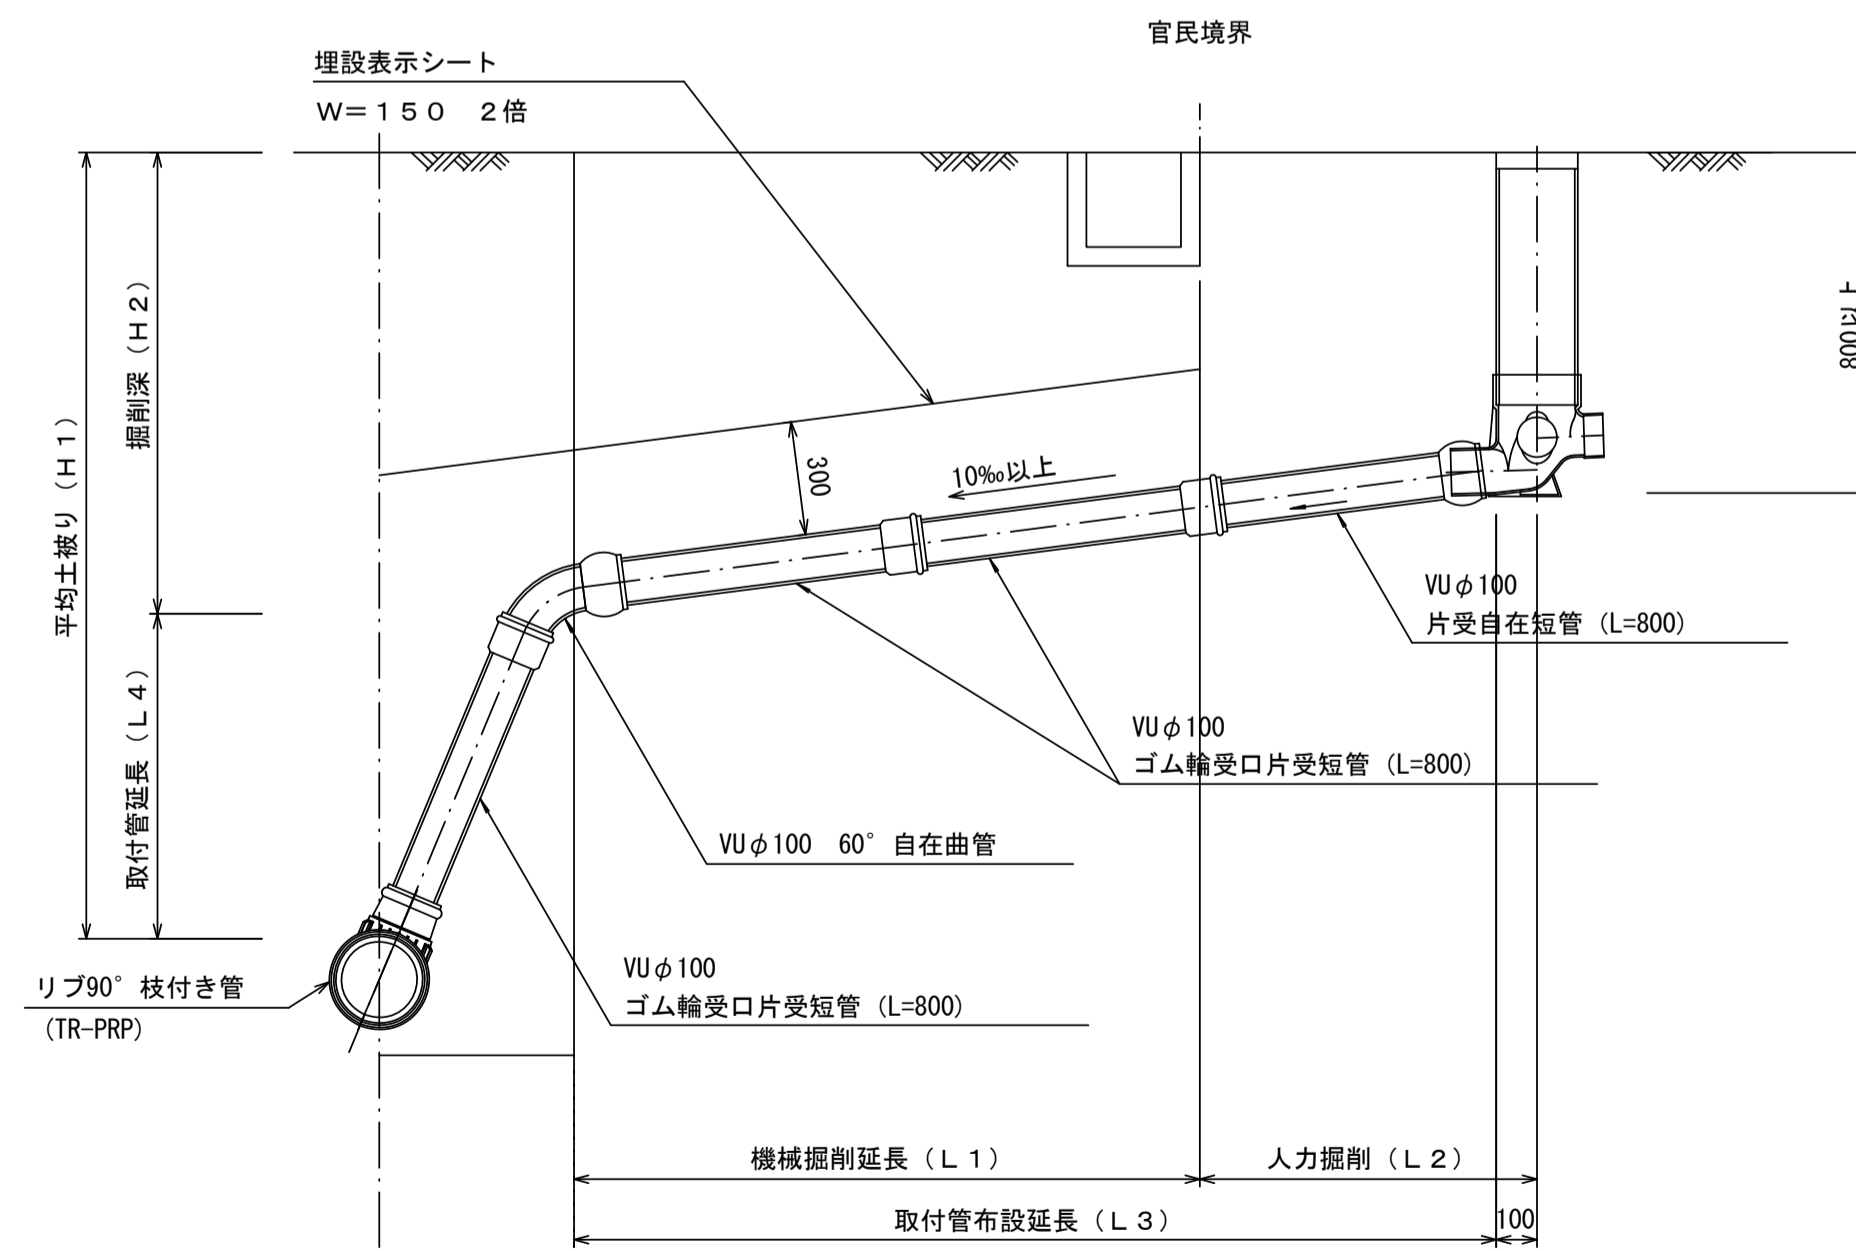 官民境界
埋設表示シート
W＝１５０　２倍
平均土被り（Ｈ１）
掘削深（Ｈ２）
取付管延長（Ｌ４）
800以上
300
10‰以上
VUφ100
片受自在短管（L=800）
VUφ100
ゴム輪受口片受短管（L=800）
VUφ100　60°自在曲管
VUφ100
ゴム輪受口片受短管（L=800）
リブ90°枝付き管
（TR-PRP）
機械掘削延長（Ｌ１）
人力掘削（Ｌ２）
取付管布設延長（Ｌ３）
100